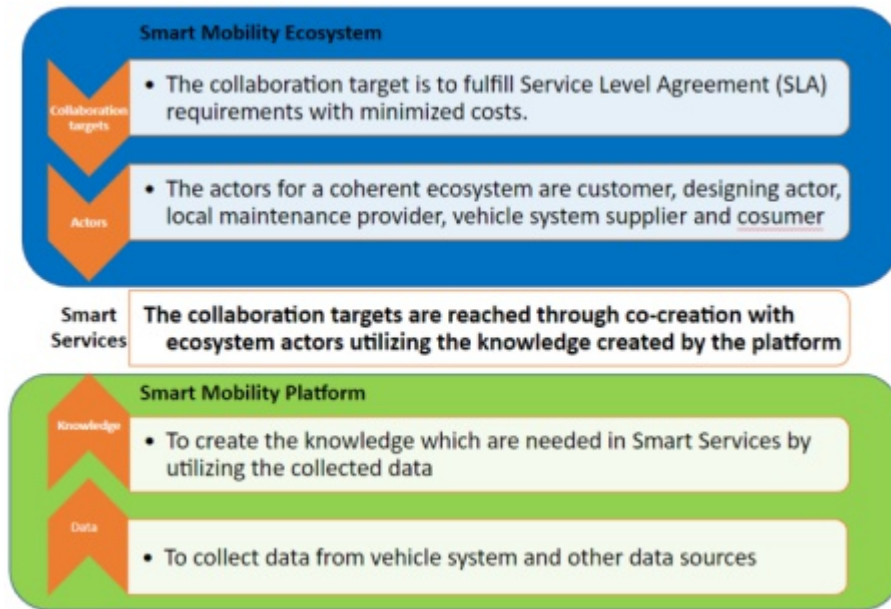 Smart Mobility Ecosystem
Collaboration
targets
• The collaboration target is to fulfill Service Level Agreement (SLA)
requirements with minimized costs.
Actors
• The actors for a coherent ecosystem are customer, designing actor,
local maintenance provider, vehicle system supplier and cosumer
Smart
Services
The collaboration targets are reached through co-creation with
ecosystem actors utilizing the knowledge created by the platform
Smart Mobility Platform
Knowledge
• To create the knowledge which are needed in Smart Services by
utilizing the collected data
Data
• To collect data from vehicle system and other data sources